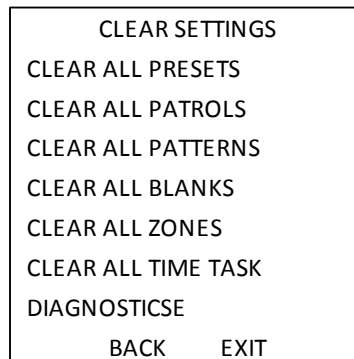 CLEAR SETTINGS
CLEAR ALL PRESETS
CLEAR ALL PATROLS
CLEAR ALL PATTERNS
CLEAR ALL BLANKS
CLEAR ALL ZONES
CLEAR ALL TIME TASK
DIAGNOSTICSE
BACK EXIT